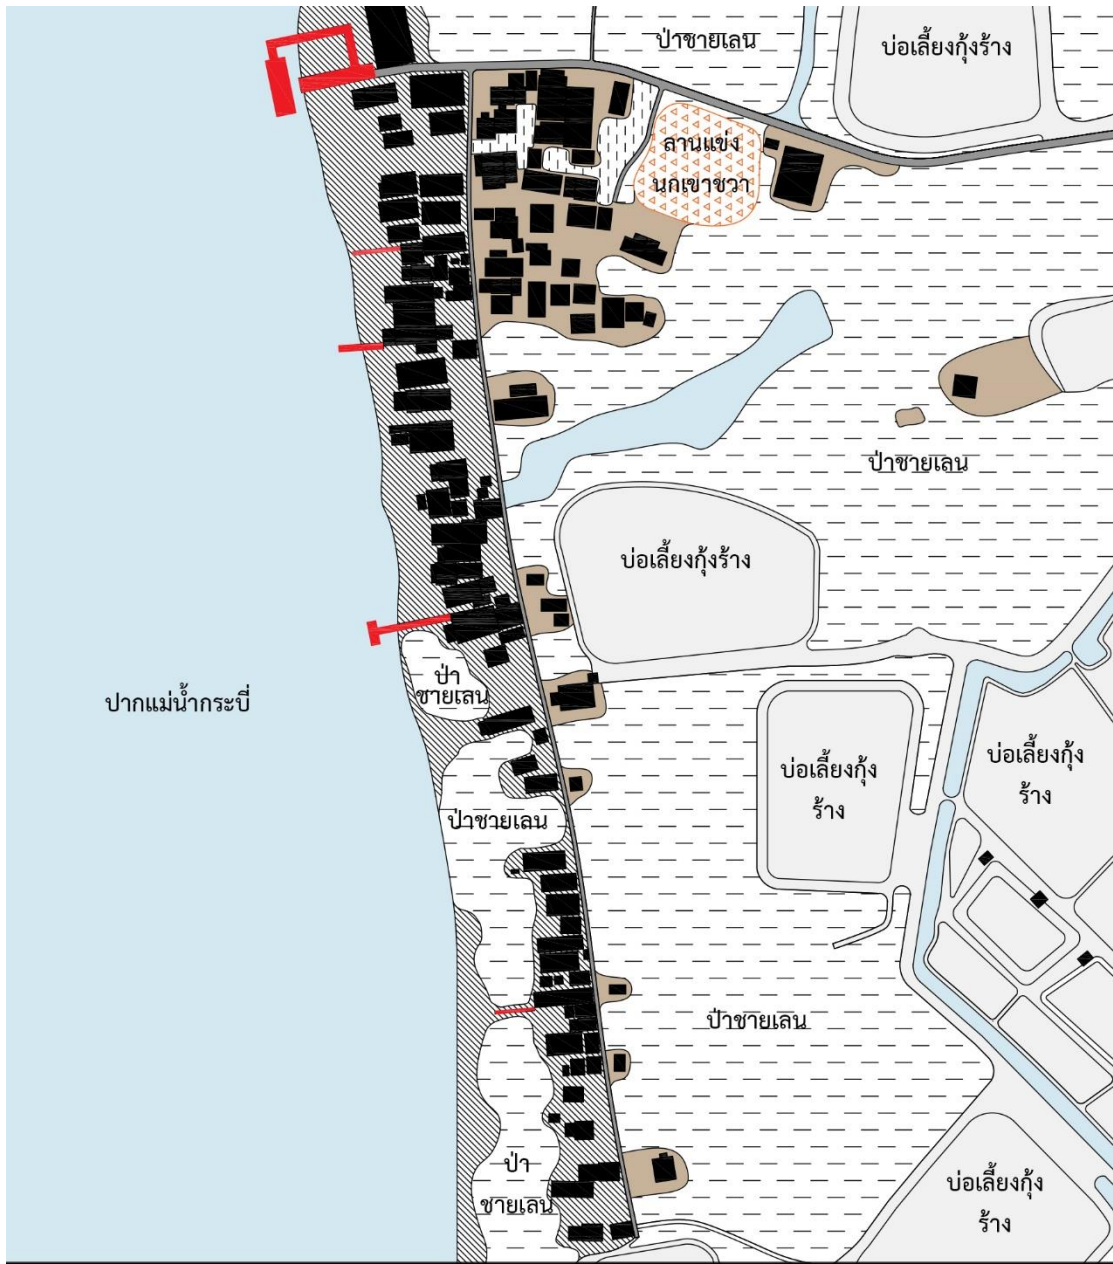 ป่าชายเลน
บ่อเลี้ยงกุ้งร้าง
ลานแข่ง
นกเขาชวา
ป่าชายเลน
บ่อเลี้ยงกุ้งร้าง
ปากแม่น้ำกระบี่
ป่า
ชายเลน
บ่อเลี้ยงกุ้ง
ร้าง
บ่อเลี้ยงกุ้ง
ร้าง
ป่าชายเลน
ป่าชายเลน
ป่า
ชายเลน
บ่อเลี้ยงกุ้ง
ร้าง